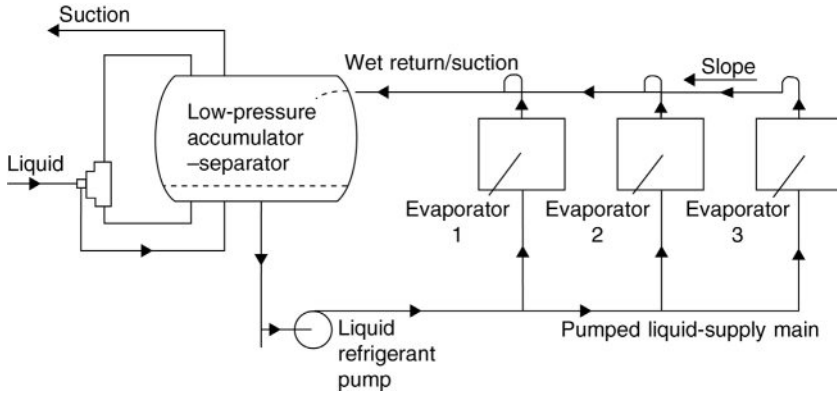 Suction
Wet return/suction
Slope
Low-pressure
accumulator
–separator
Liquid
Evaporator
1
Evaporator
2
Evaporator
3
Liquid
refrigerant
pump
Pumped liquid-supply main